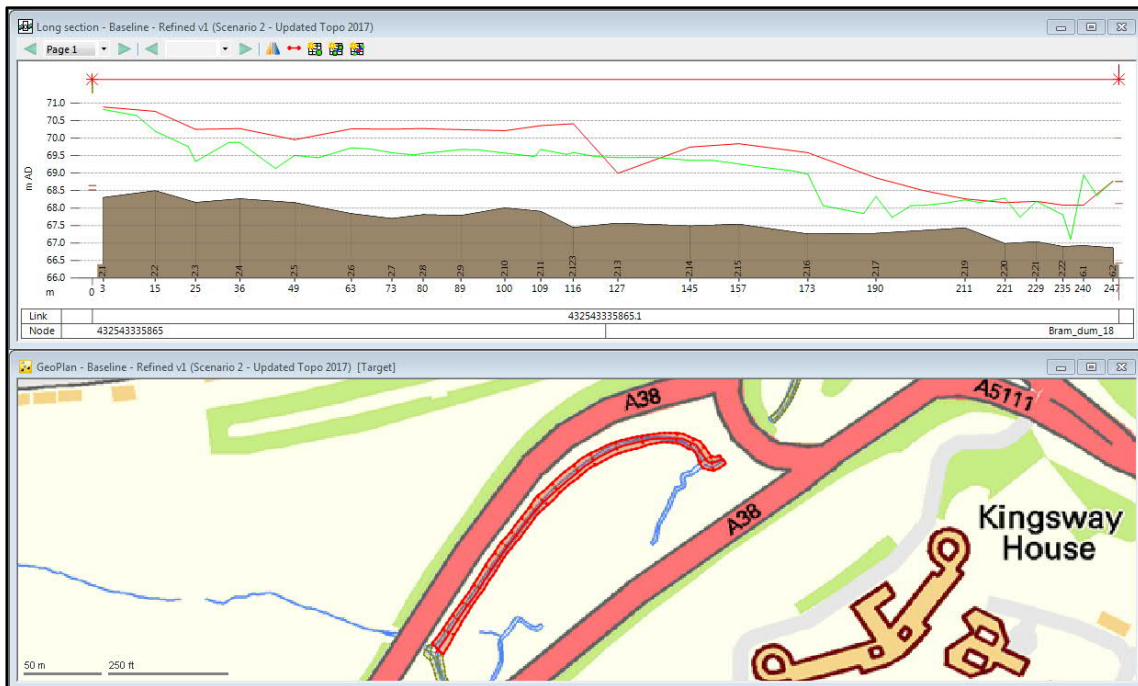 Long section - Baseline - Refined v1 (Scenario 2 - Updated Topo 2017)
Page 1
71.0
70.5
70.0
69.5
69.0
68.5
68.0
67.5
67.0
66.5
66.0
m AD
m
0 3 15 25 36 49 63 73 80 89 100 109 116 127 145 157 173 190 211 221 229 235 240 247
Link 432543335865.1
Node 432543335865 Bram_dum_18
GeoPlan - Baseline - Refined v1 (Scenario 2 - Updated Topo 2017) [Target]
A38
A5111
A38
Kingsway
House
50 m 250 ft